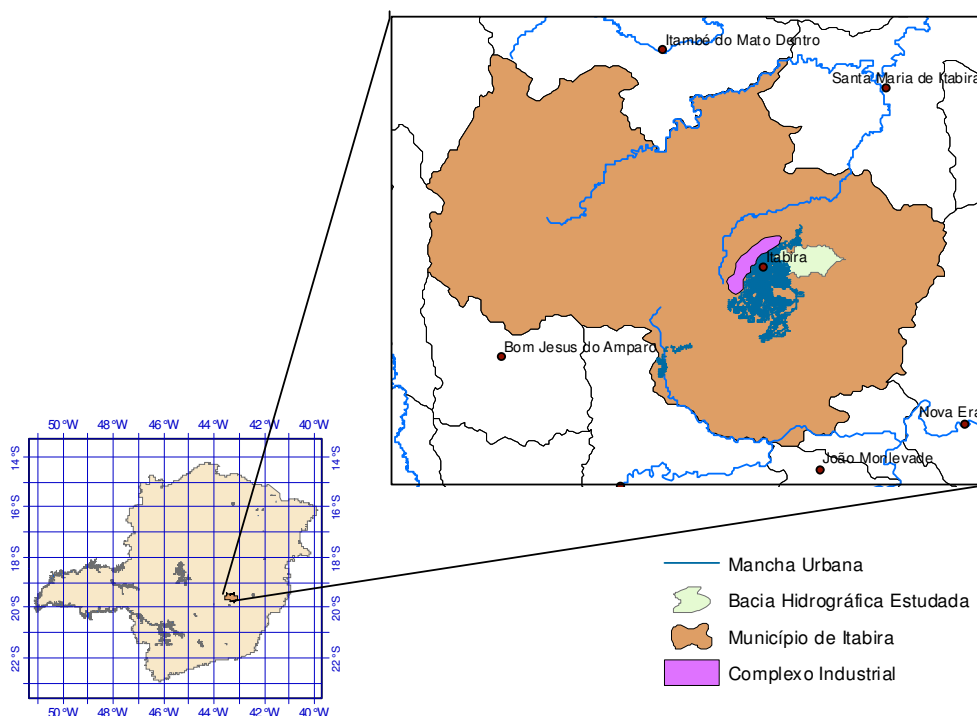 Itambé do Mato Dentro
Santa Maria de Itabira
Itabira
Bom Jesus do Amparo
Nova Era
João Monlevade
50°W 48°W 46°W 44°W 42°W 40°W
14°S 14°S
16°S 16°S
18°S 18°S
20°S 20°S
22°S 22°S
50°W 48°W 46°W 44°W 42°W 40°W
Mancha Urbana
Bacia Hidrográfica Estudada
Município de Itabira
Complexo Industrial